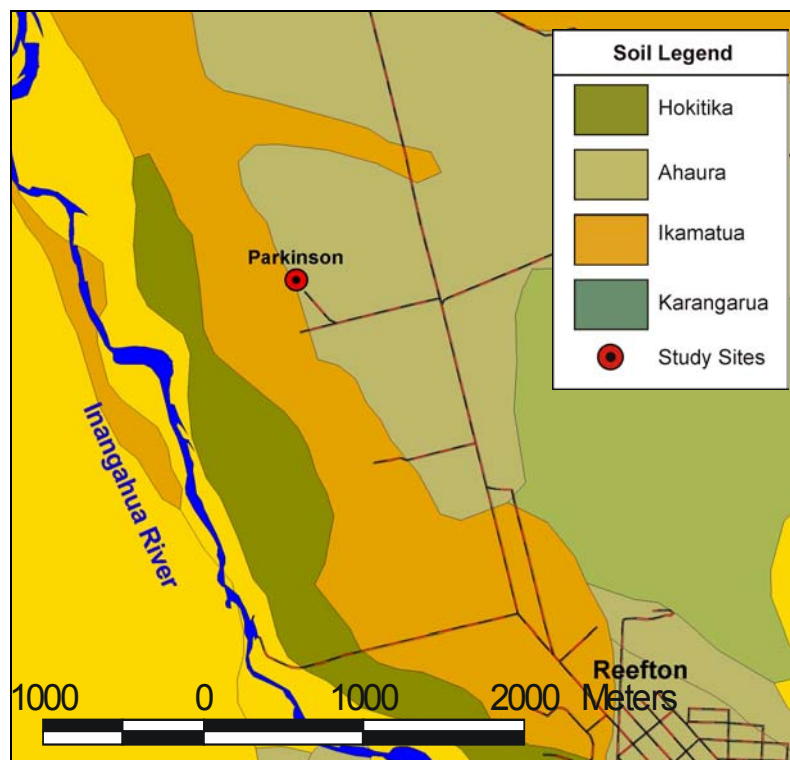 Soil Legend
Hokitika
Ahaura
Ikamatua
Karangarua
Study Sites
Parkinson
Inangahua River
Reefton
1000 0 1000 2000 Meters